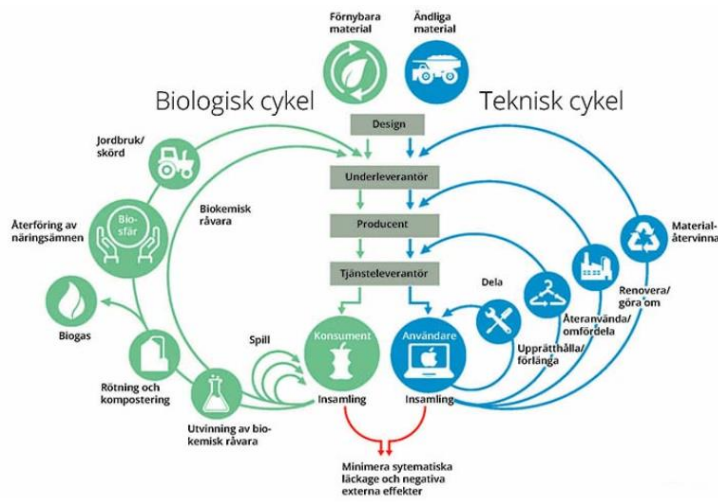 Förnybara
material
Ändliga
material
Biologisk cykel
Teknisk cykel
Design
Jordbruk/
skörd
Underleverantör
Biokemisk
råvara
Återföring av
näringsämnen
Bio-
sfär
Producent
Material-
återvinna
Tjänsteleverantör
Dela
Renovera/
göra om
Återanvända/
omfördela
Biogas
Spill
Konsument
Användare
Upprätthålla/
förlänga
Rötning och
kompostering
Insamling
Insamling
Utvinning av bio-
kemisk råvara
Minimera sytematiska
läckage och negativa
externa effekter